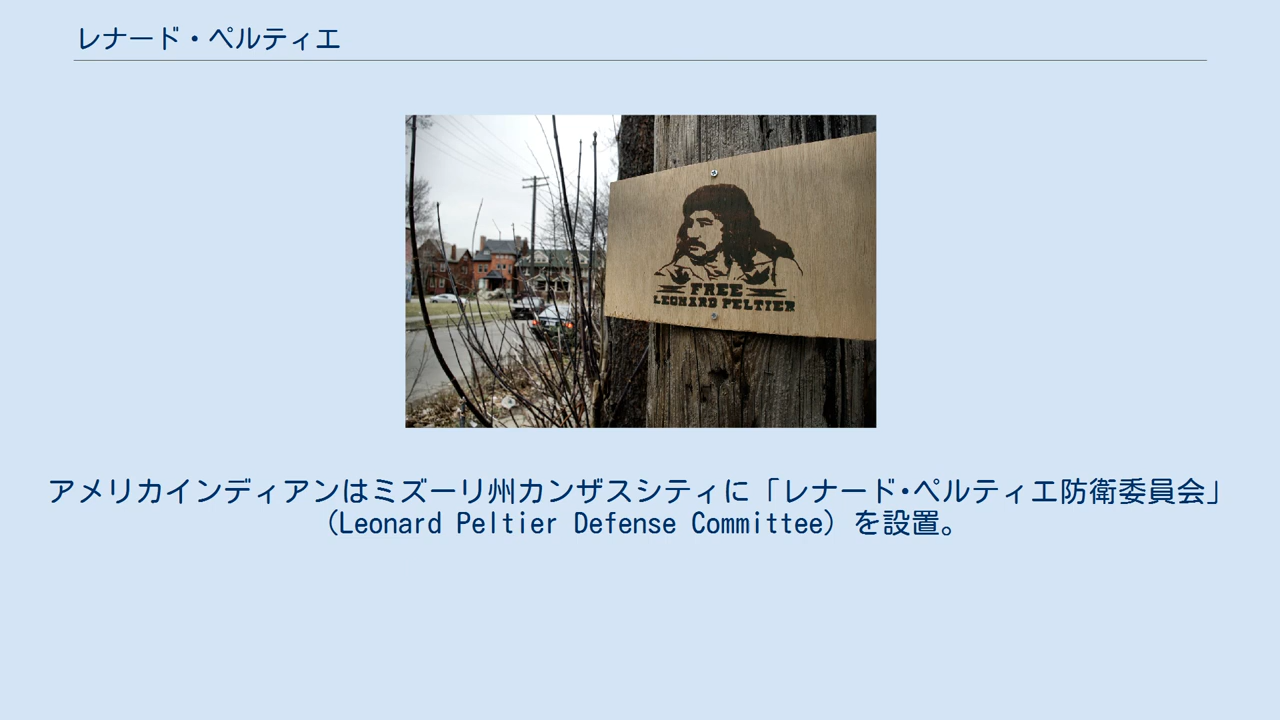 レナード・ペルティエ
FREE
LEONARD PELTIER
アメリカインディアンはミズーリ州カンザスシティに「レナード・ペルティエ防衛委員会」
（Leonard Peltier Defense Committee）を設置。